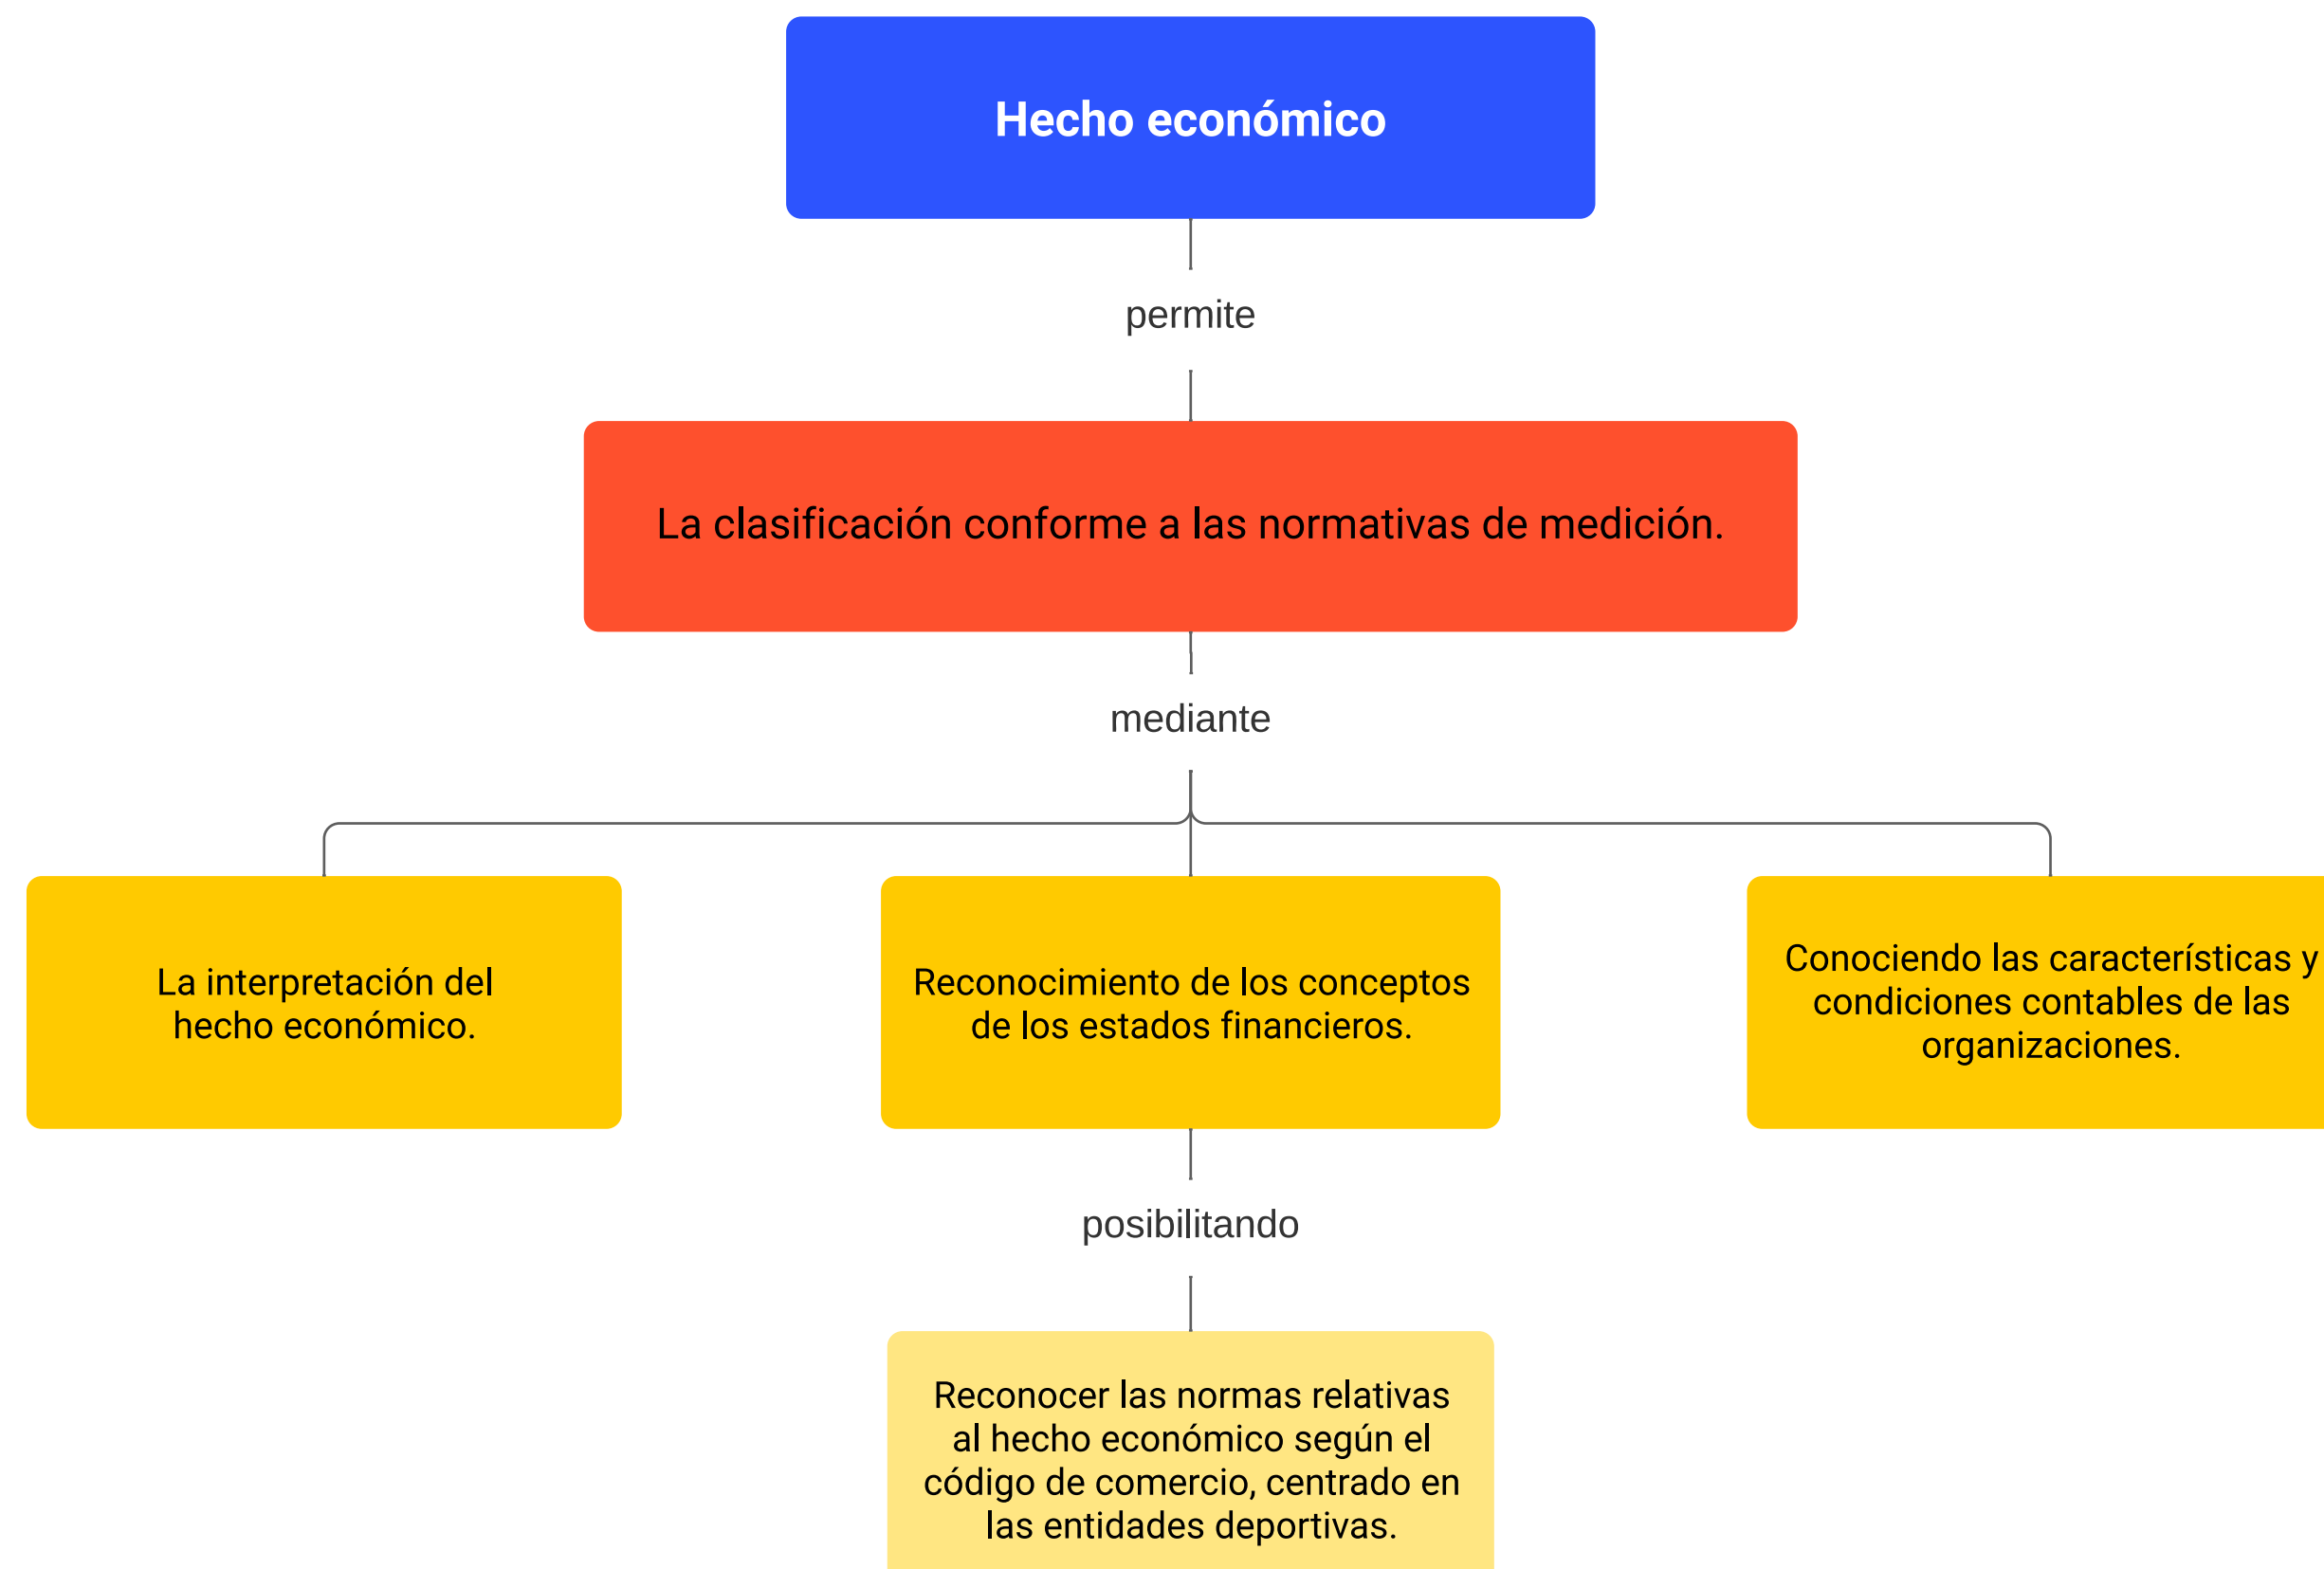 Hecho económico
permite
La clasificación conforme a las normativas de medición.
mediante
La interpretación del
hecho económico.
Reconocimiento de los conceptos
de los estados financieros.
Conociendo las características y
condiciones contables de las
organizaciones.
posibilitando
Reconocer las normas relativas
al hecho económico según el
código de comercio, centrado en
las entidades deportivas.